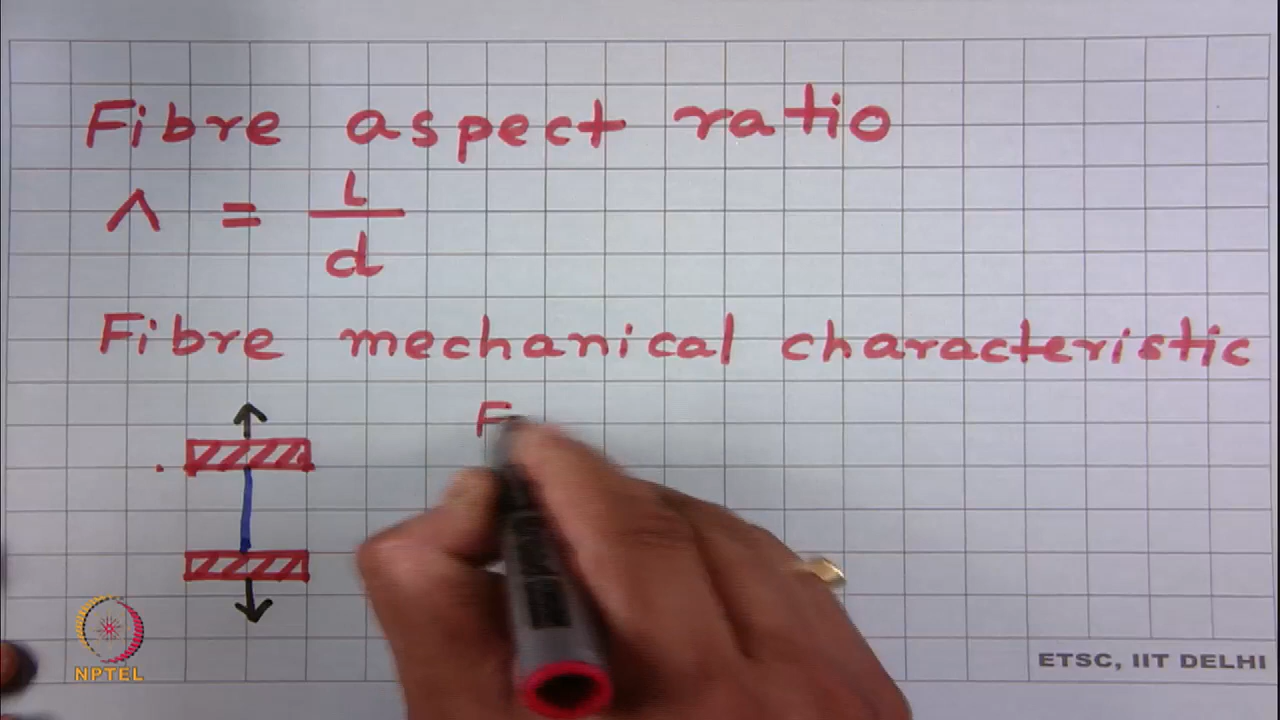 Fibre aspect ratio
Λ = l / d
Fibre mechanical characteristic
F
NPTEL
ETSC, IIT DELHI